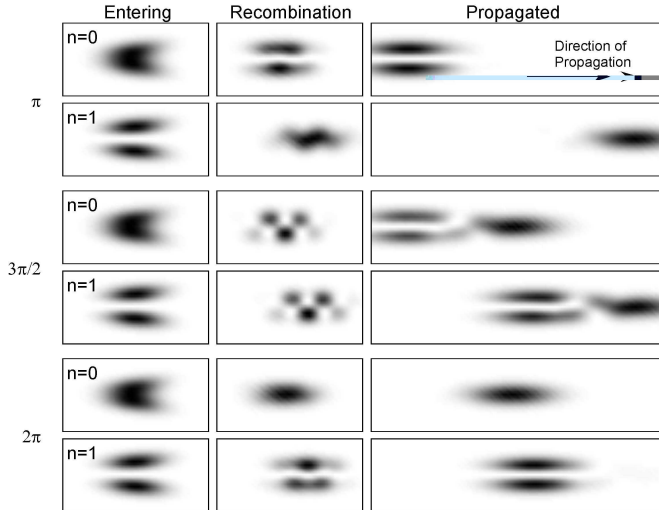 Entering Recombination Propagated
n=0
Direction of
Propagation
π
n=1
n=0
3π/2
n=1
n=0
2π
n=1